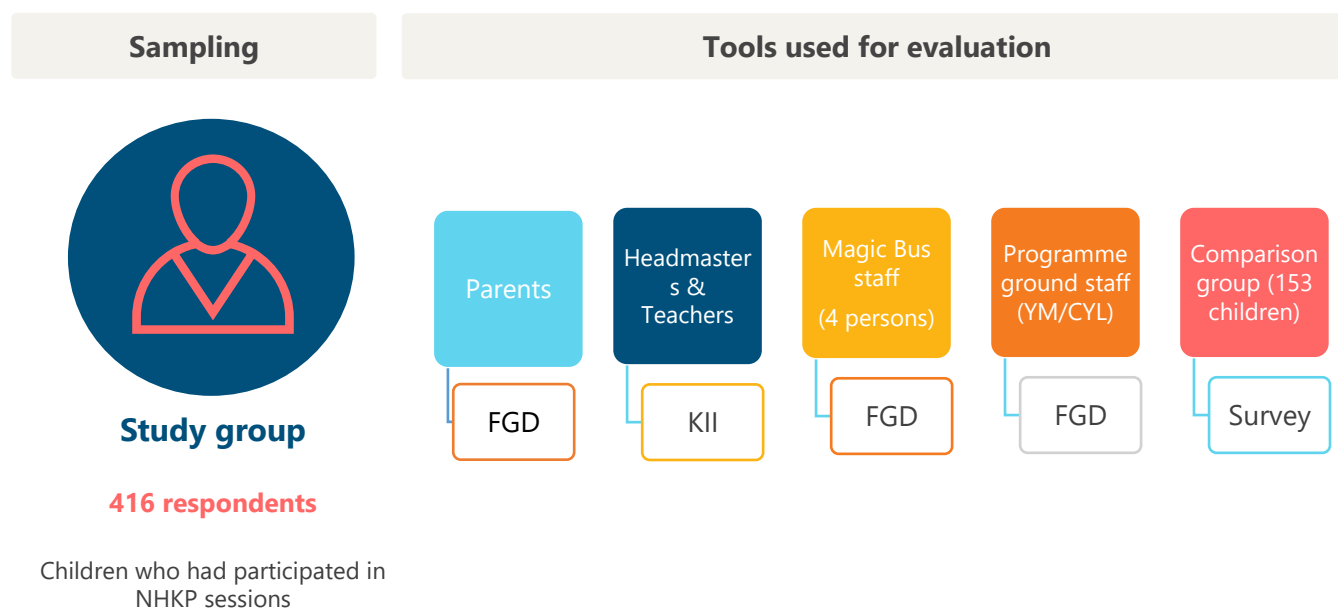 Sampling
Tools used for evaluation
Study group
416 respondents
Children who had participated in
NHKP sessions
Parents
FGD
Headmaster
s &
Teachers
KII
Magic Bus
staff
(4 persons)
FGD
Programme
ground staff
(YM/CYL)
FGD
Comparison
group (153
children)
Survey